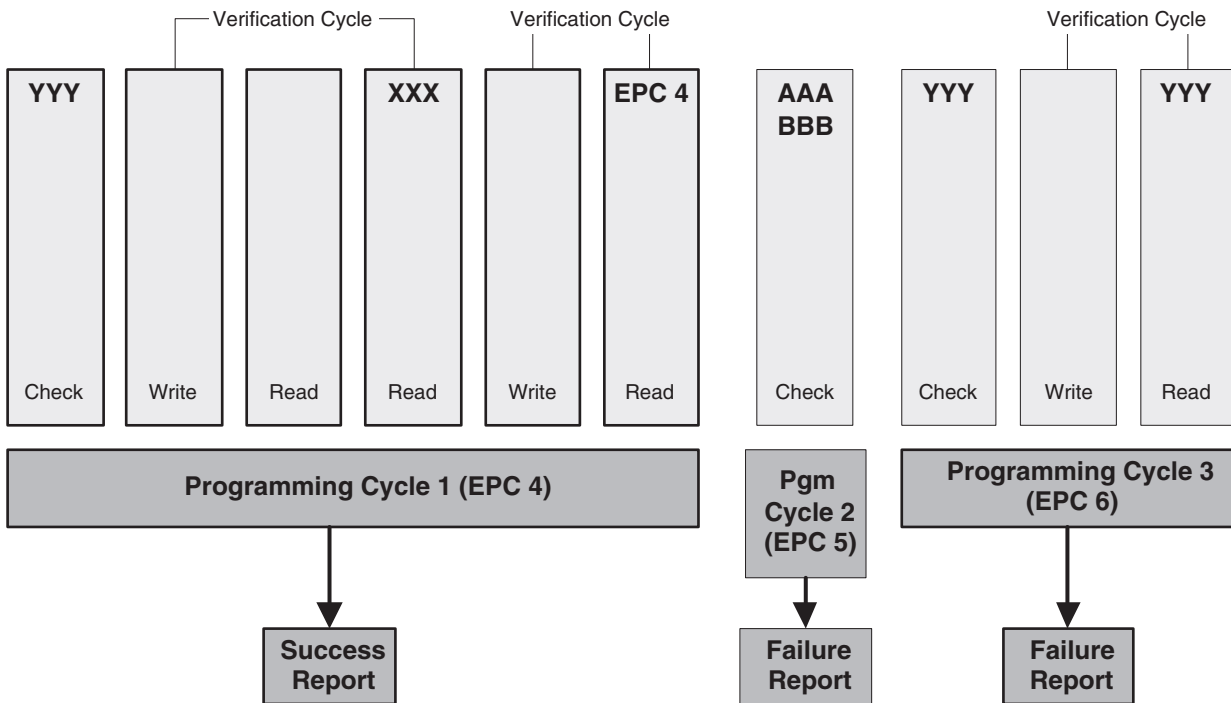 Verification Cycle Verification Cycle Verification Cycle
YYY XXX EPC 4 AAA YYY YYY
BBB
Check Write Read Read Write Read Check Check Write Read
Programming Cycle 1 (EPC 4)
Pgm
Cycle 2
(EPC 5)
Programming Cycle 3
(EPC 6)
Success
Report
Failure
Report
Failure
Report